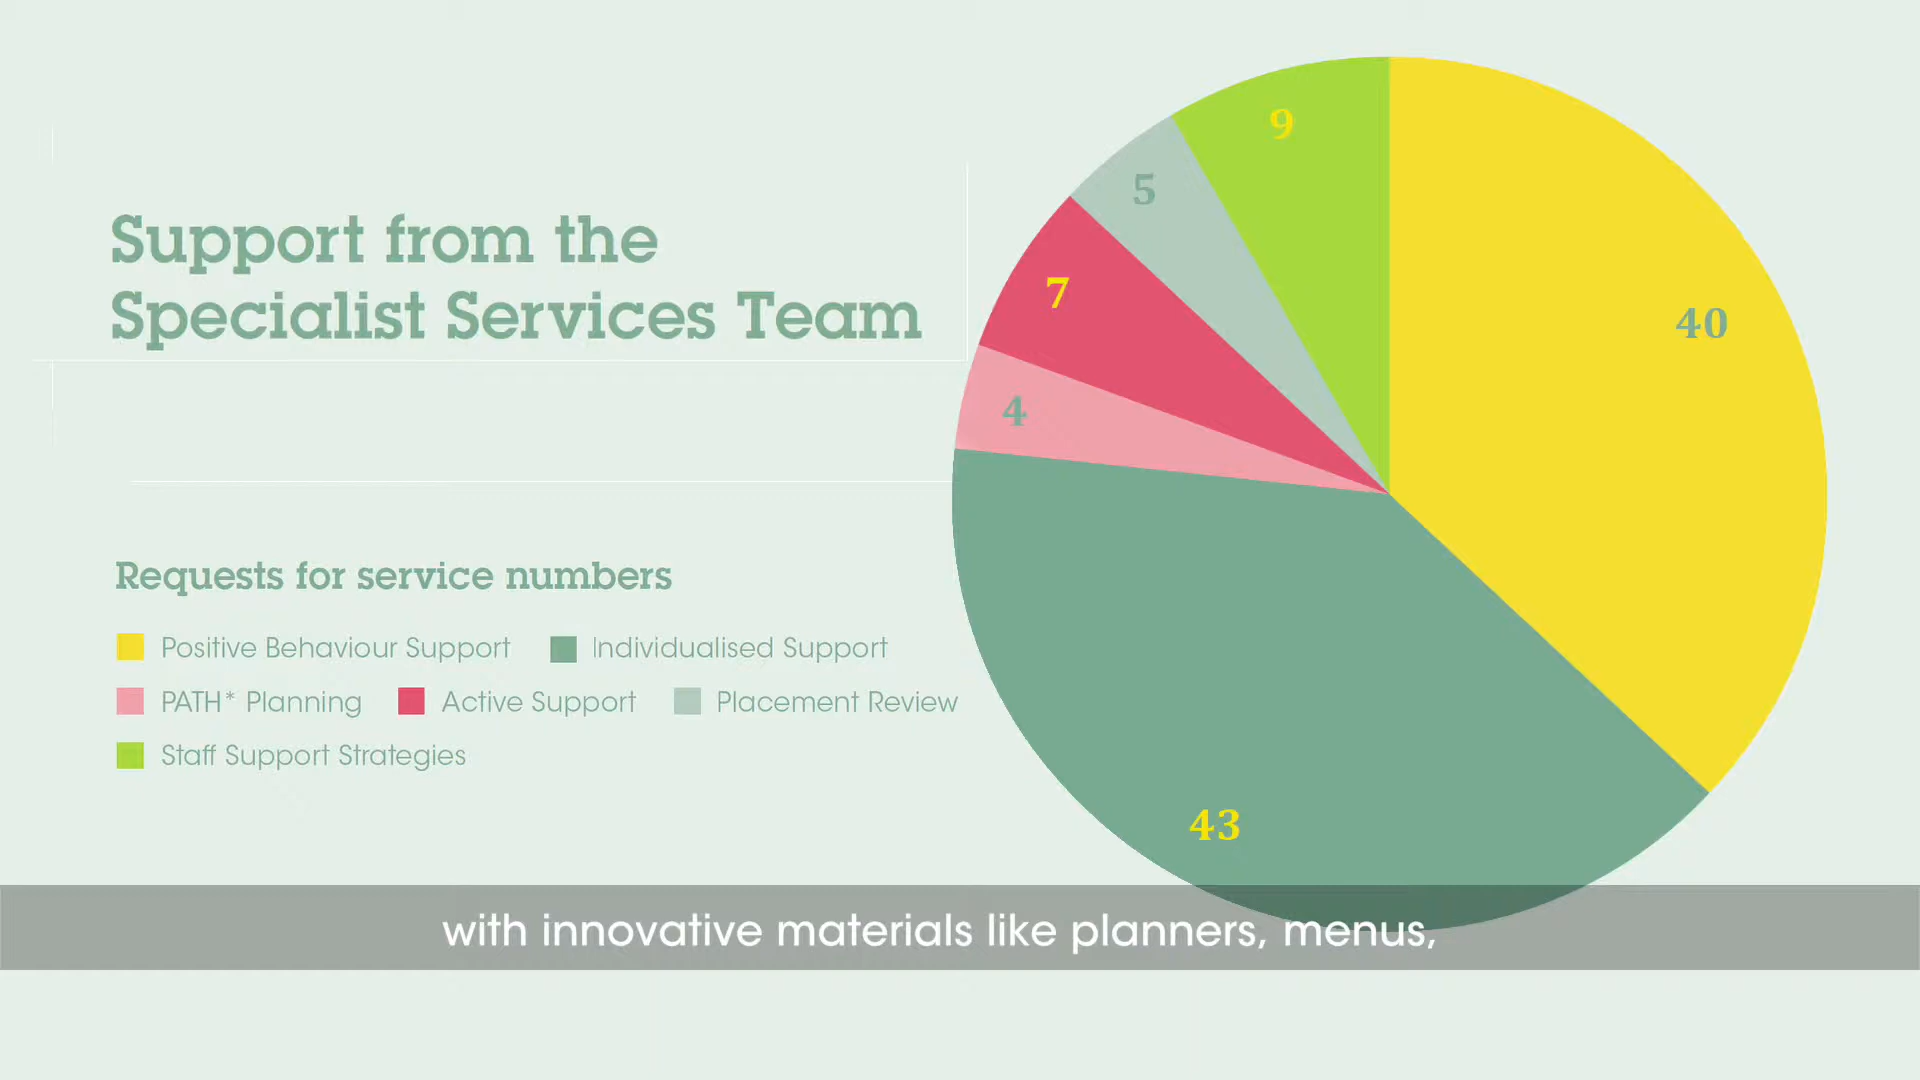 Support from the
Specialist Services Team
Requests for service numbers
Positive Behaviour Support Individualised Support
PATH* Planning Active Support Placement Review
Staff Support Strategies
9
5
7
40
4
43
with innovative materials like planners, menus,